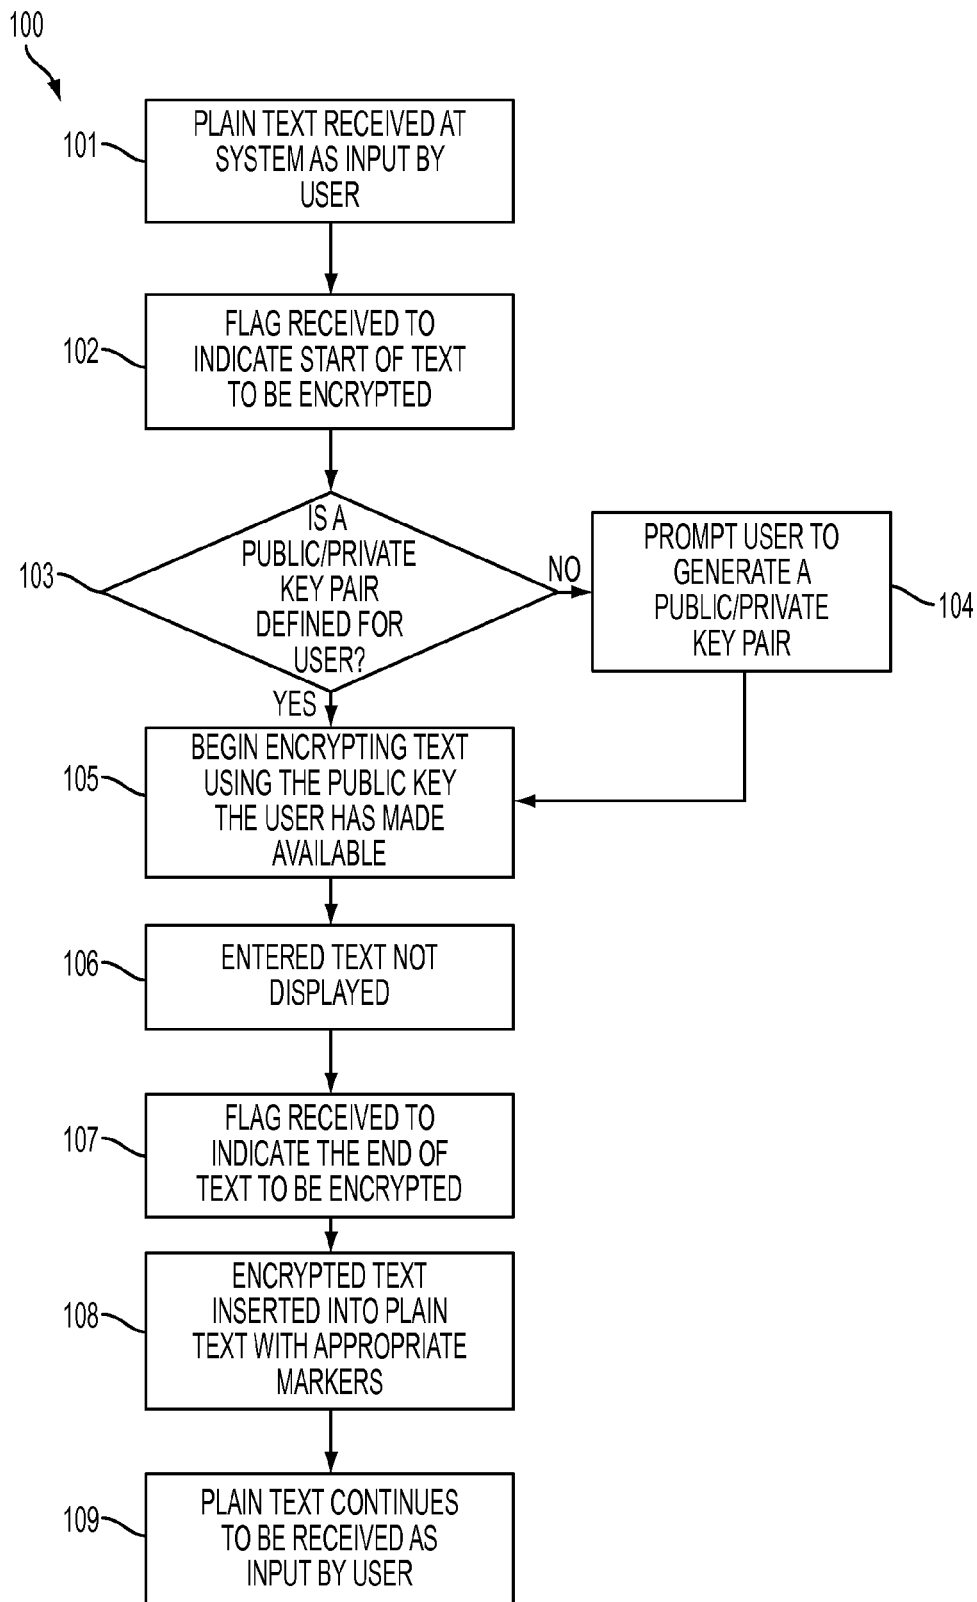 100
101
PLAIN TEXT RECEIVED AT
SYSTEM AS INPUT BY
USER
102
FLAG RECEIVED TO
INDICATE START OF TEXT
TO BE ENCRYPTED
103
IS A
PUBLIC/PRIVATE
KEY PAIR
DEFINED FOR
USER?
NO
PROMPT USER TO
GENERATE A
PUBLIC/PRIVATE
KEY PAIR
104
YES
105
BEGIN ENCRYPTING TEXT
USING THE PUBLIC KEY
THE USER HAS MADE
AVAILABLE
106
ENTERED TEXT NOT
DISPLAYED
107
FLAG RECEIVED TO
INDICATE THE END OF
TEXT TO BE ENCRYPTED
108
ENCRYPTED TEXT
INSERTED INTO PLAIN
TEXT WITH APPROPRIATE
MARKERS
109
PLAIN TEXT CONTINUES
TO BE RECEIVED AS
INPUT BY USER